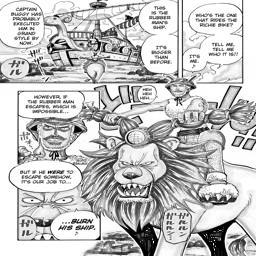 CAPTAIN
BUGGY HAS
PROBABLY
EXECUTED
HIM IN
GRAND
STYLE BY
NOW.
THIS IS
THE RUBBER
MAN'S
SHIP.
IT'S
BIGGER
THAN
BEFORE.
WHO'S THE ONE
THAT RIDES THE
RICHIE BIKE?
TELL ME,
TELL ME
WHO IT IS!!
IT'S
ME.
HEH
HEH
HEH...
HOWEVER, IF
THE RUBBER MAN
ESCAPES, WHICH IS
IMPOSSIBLE...
BUT IF HE WERE TO
ESCAPE SOMEHOW,
IT'S OUR JOB TO...
...BURN
HIS SHIP.